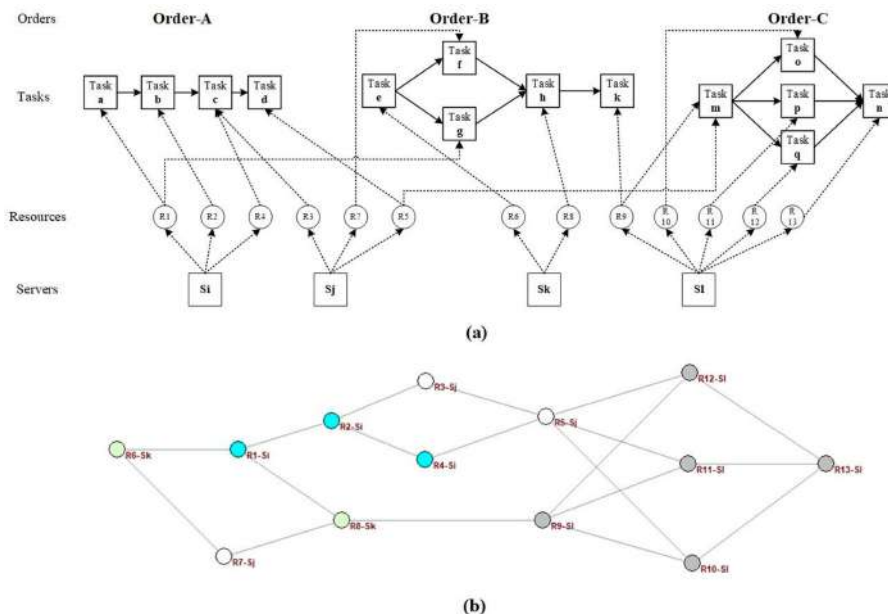 Orders Order-A Order-B Order-C
Task o
Task f
Tasks Task a Task b Task c Task d Task e Task h Task k Task m Task p Task n
Task g
Task q
Resources R1 R2 R4 R3 R7 R5 R6 R8 R9 R 10 R 11 R 12 R 13
Servers Si Sj Sk Sl
(a)
R12-Sl
R3-Sj
R2-Si R5-Sj
R6-Sk R1-Si R4-Si R11-Sl R13-Sl
R8-Sk R9-Sl
R7-Sj R10-Sl
(b)